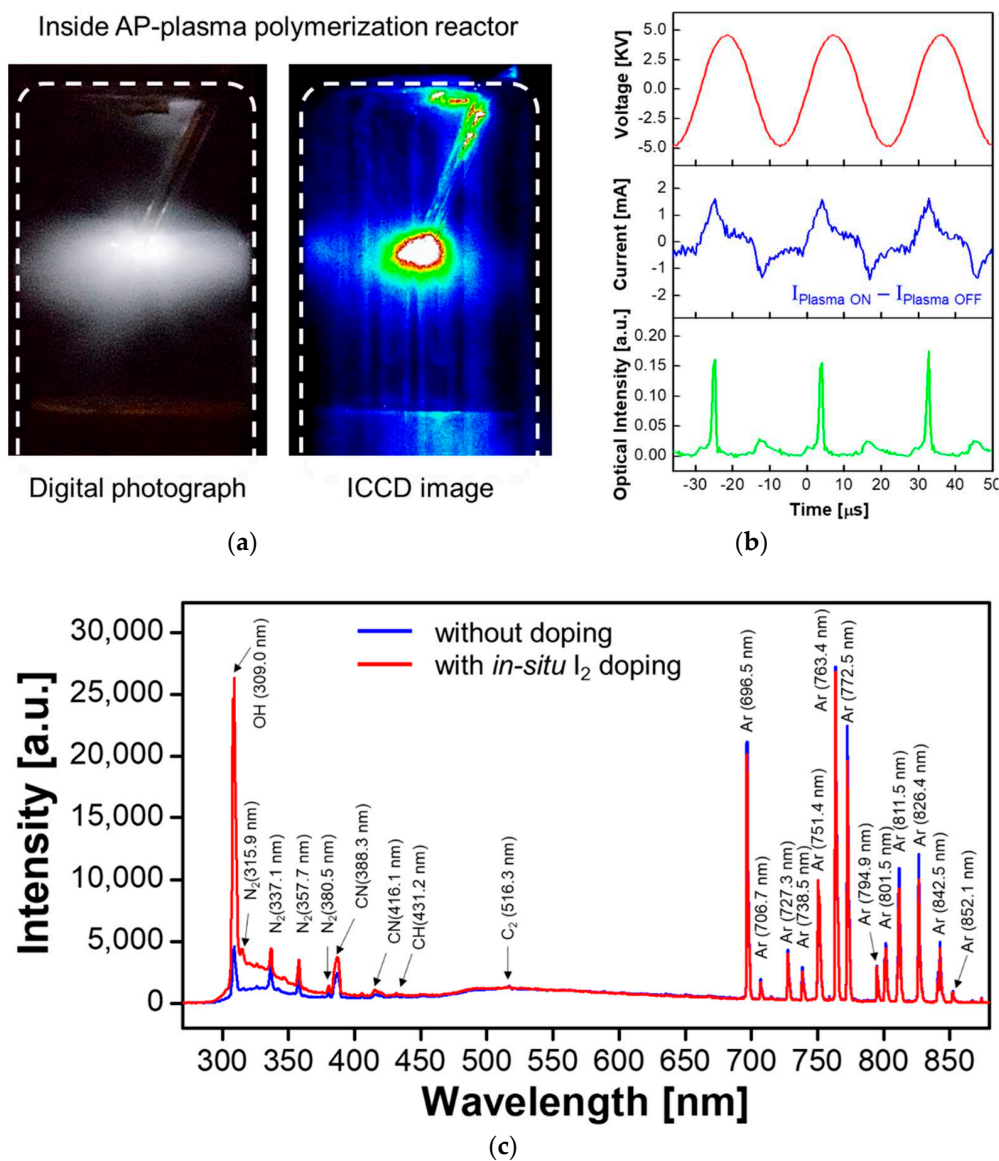 Inside AP-plasma polymerization reactor
Digital photograph
ICCD image
(a)
Voltage [KV]
5.0
2.5
0.0
-2.5
-5.0
Current [mA]
2
1
0
-1
-2
I Plasma ON − I Plasma OFF
Optical Intensity [a.u.]
0.20
0.15
0.10
0.05
0.00
-30 -20 -10 0 10 20 30 40 50
Time [μs]
(b)
Intensity [a.u.]
30,000
25,000
20,000
15,000
10,000
5,000
0
without doping
with in-situ I2 doping
OH (309.0 nm)
N2(315.9 nm)
N2(337.1 nm)
N2(357.7 nm)
N2(380.5 nm)
CN(388.3 nm)
CN(416.1 nm)
CH(431.2 nm)
C2 (516.3 nm)
Ar (696.5 nm)
Ar (706.7 nm)
Ar (727.3 nm)
Ar (738.5 nm)
Ar (751.4 nm)
Ar (763.4 nm)
Ar (772.5 nm)
Ar (794.9 nm)
Ar (801.5 nm)
Ar (811.5 nm)
Ar (826.4 nm)
Ar (842.5 nm)
Ar (852.1 nm)
300 350 400 450 500 550 600 650 700 750 800 850
Wavelength [nm]
(c)